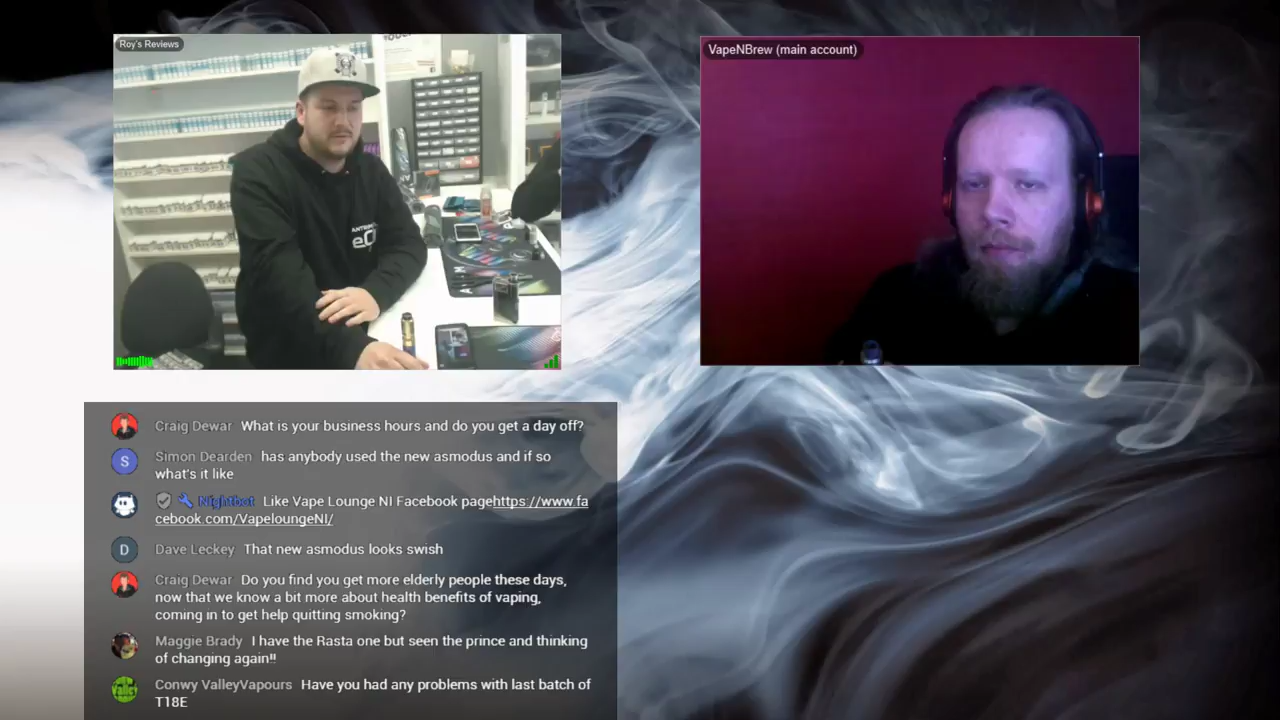 Roy's Reviews
VapeNBrew (main account)
Craig Dewar What is your business hours and do you get a day off?
Simon Dearden has anybody used the new asmodus and if so
what's it like
Nightbot Like Vape Lounge NI Facebook pagehttps://www.fa
cebook.com/VapeloungeNI/
Dave Leckey That new asmodus looks swish
Craig Dewar Do you find you get more elderly people these days,
now that we know a bit more about health benefits of vaping,
coming in to get help quitting smoking?
Maggie Brady I have the Rasta one but seen the prince and thinking
of changing again!!
Conwy ValleyVapours Have you had any problems with last batch of
T18E
S
D
Valley